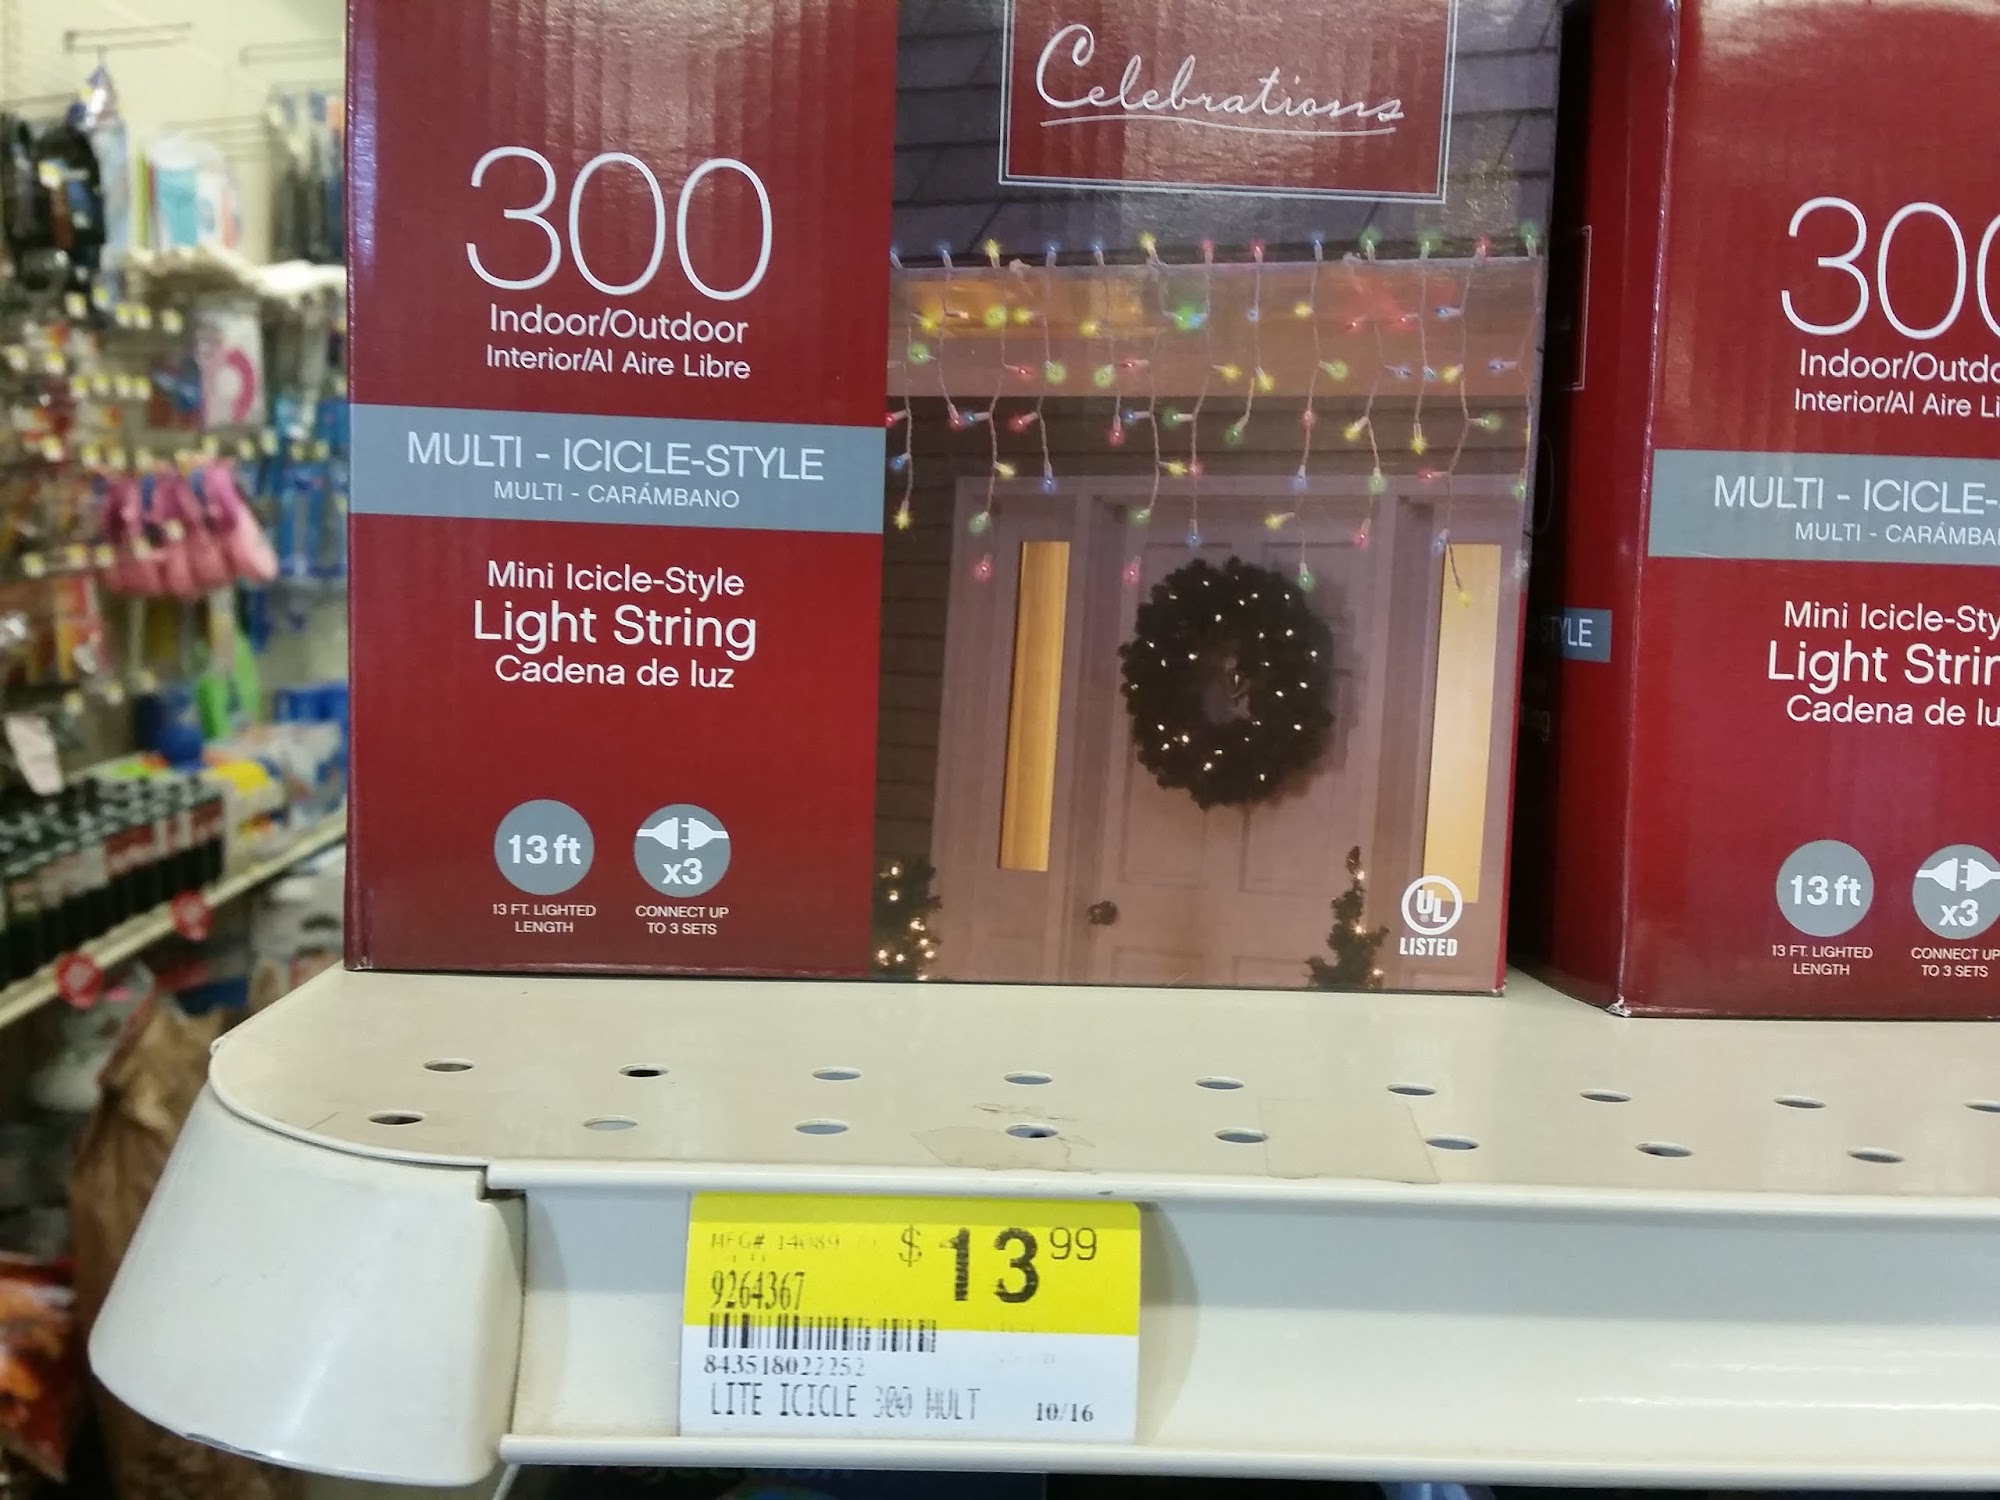 Celebrations
300
Indoor/Outdoor
Interior/Al Aire Libre
MULTI - ICICLE-STYLE
MULTI - CARÁMBANO
Mini Icicle-Style
Light String
Cadena de luz
13 ft
x3
13 FT. LIGHTED
LENGTH
CONNECT UP
TO 3 SETS
UL
LISTED
STYLE
300
Indoor/Outdo
Interior/Al Aire Li
MULTI - ICICLE-
MULTI - CARÁMBA
Mini Icicle-Sty
Light Strin
Cadena de lu
13 ft
x3
13 FT. LIGHTED
LENGTH
CONNECT UP
TO 3 SETS
MFG# 14089
$ 13 99
9264367
843518022252
LITE ICICLE 300 MULT
10/16